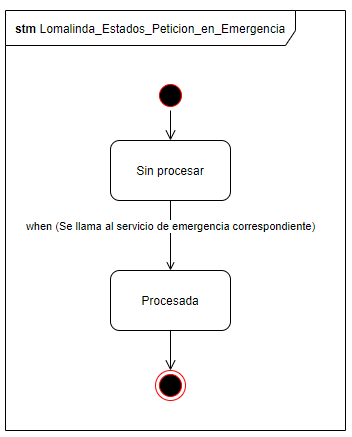 stm Lomalinda_Estados_Peticion_en_Emergencia
Sin procesar
when (Se llama al servicio de emergencia correspondiente)
Procesada